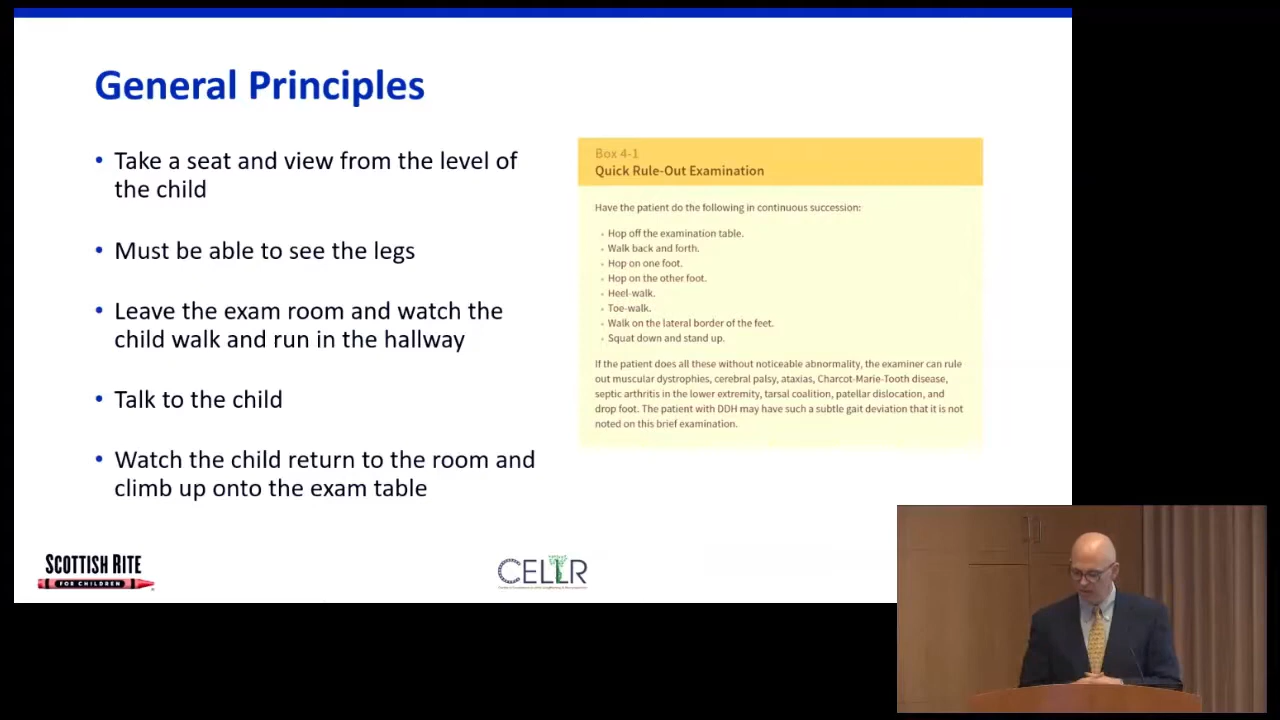 General Principles
• Take a seat and view from the level of
the child
• Must be able to see the legs
• Leave the exam room and watch the
child walk and run in the hallway
• Talk to the child
• Watch the child return to the room and
climb up onto the exam table
Box 4-1
Quick Rule-Out Examination
Have the patient do the following in continuous succession:
• Hop off the examination table.
• Walk back and forth.
• Hop on one foot.
• Hop on the other foot.
• Heel-walk.
• Toe-walk.
• Walk on the lateral border of the feet.
• Squat down and stand up.
If the patient does all these without noticeable abnormality, the examiner can rule
out muscular dystrophies, cerebral palsy, ataxias, Charcot-Marie-Tooth disease,
septic arthritis in the lower extremity, tarsal coalition, patellar dislocation, and
drop foot. The patient with DDH may have such a subtle gait deviation that it is not
noted on this brief examination.
SCOTTISH RITE
FOR CHILDREN
CELLR